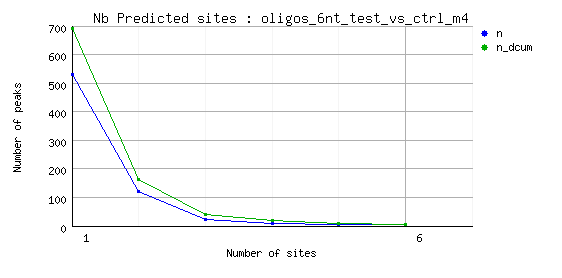 Nb Predicted sites : oligos_6nt_test_vs_ctrl_m4
n
n_dcum
Number of peaks
700
600
500
400
300
200
100
0
1 6
Number of sites